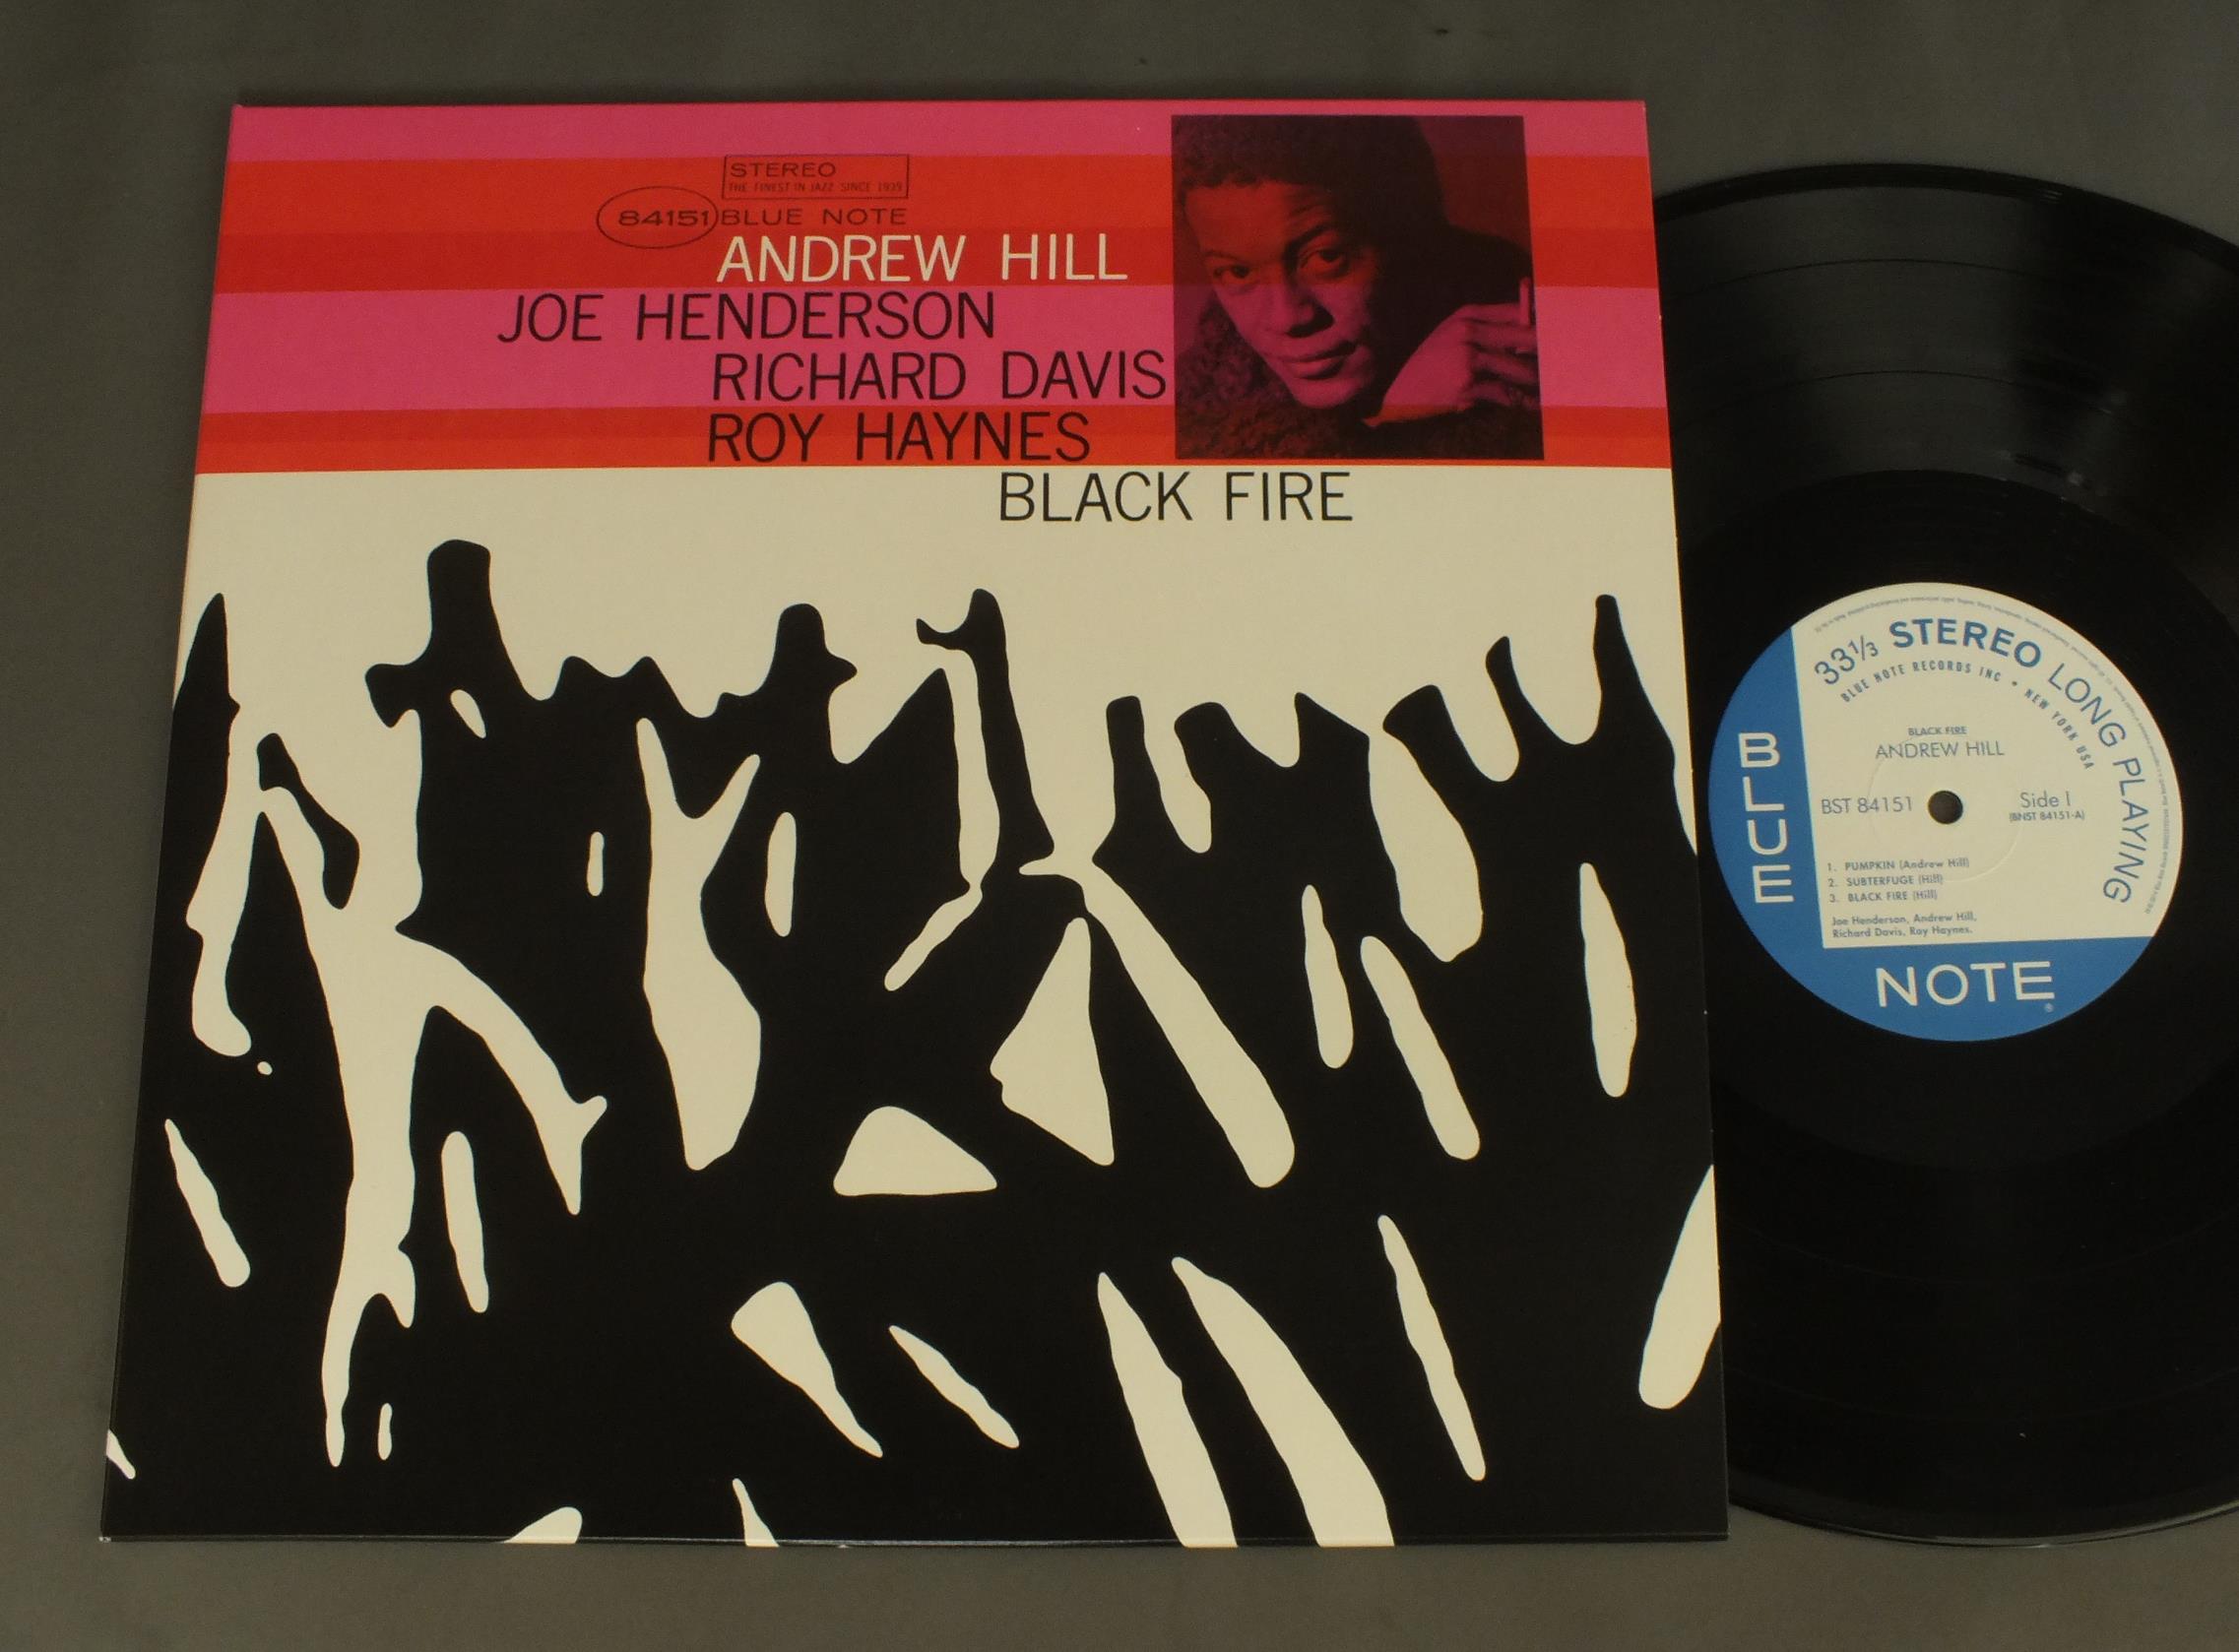 STEREO
THE FINEST IN JAZZ SINCE 1939
84151 BLUE NOTE
ANDREW HILL
JOE HENDERSON
RICHARD DAVIS
ROY HAYNES
BLACK FIRE
33⅓ STEREO LONG PLAYING
BLUE NOTE RECORDS INC • NEW YORK USA
BLACK FIRE
ANDREW HILL
BST 84151
Side 1
(BNST 84151-A)
1. PUMPKIN (Andrew Hill)
2. SUBTERFUGE (Hill)
3. BLACK FIRE (Hill)
Joe Henderson, Andrew Hill,
Richard Davis, Roy Haynes.
BLUE
NOTE®